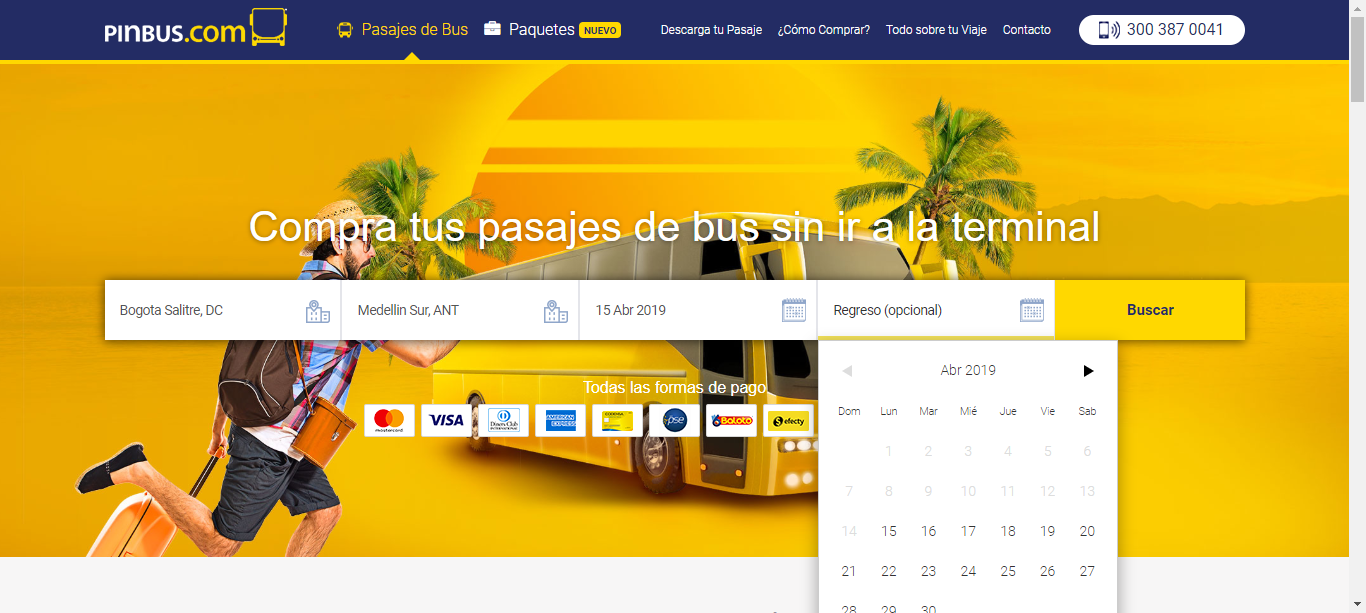 PINBUS.com
Pasajes de Bus
Paquetes NUEVO
Descarga tu Pasaje
¿Cómo Comprar?
Todo sobre tu Viaje
Contacto
300 387 0041
Compra tus pasajes de bus sin ir a la terminal
Bogota Salitre, DC
Medellin Sur, ANT
15 Abr 2019
Regreso (opcional)
Buscar
Todas las formas de pago
mastercard
VISA
Diners Club
INTERNATIONAL
AMERICAN
EXPRESS
CODENSA
pse
Baloto
efecty
Abr 2019
Dom Lun Mar Mié Jue Vie Sab
1 2 3 4 5 6
7 8 9 10 11 12 13
14 15 16 17 18 19 20
21 22 23 24 25 26 27
28 29 30